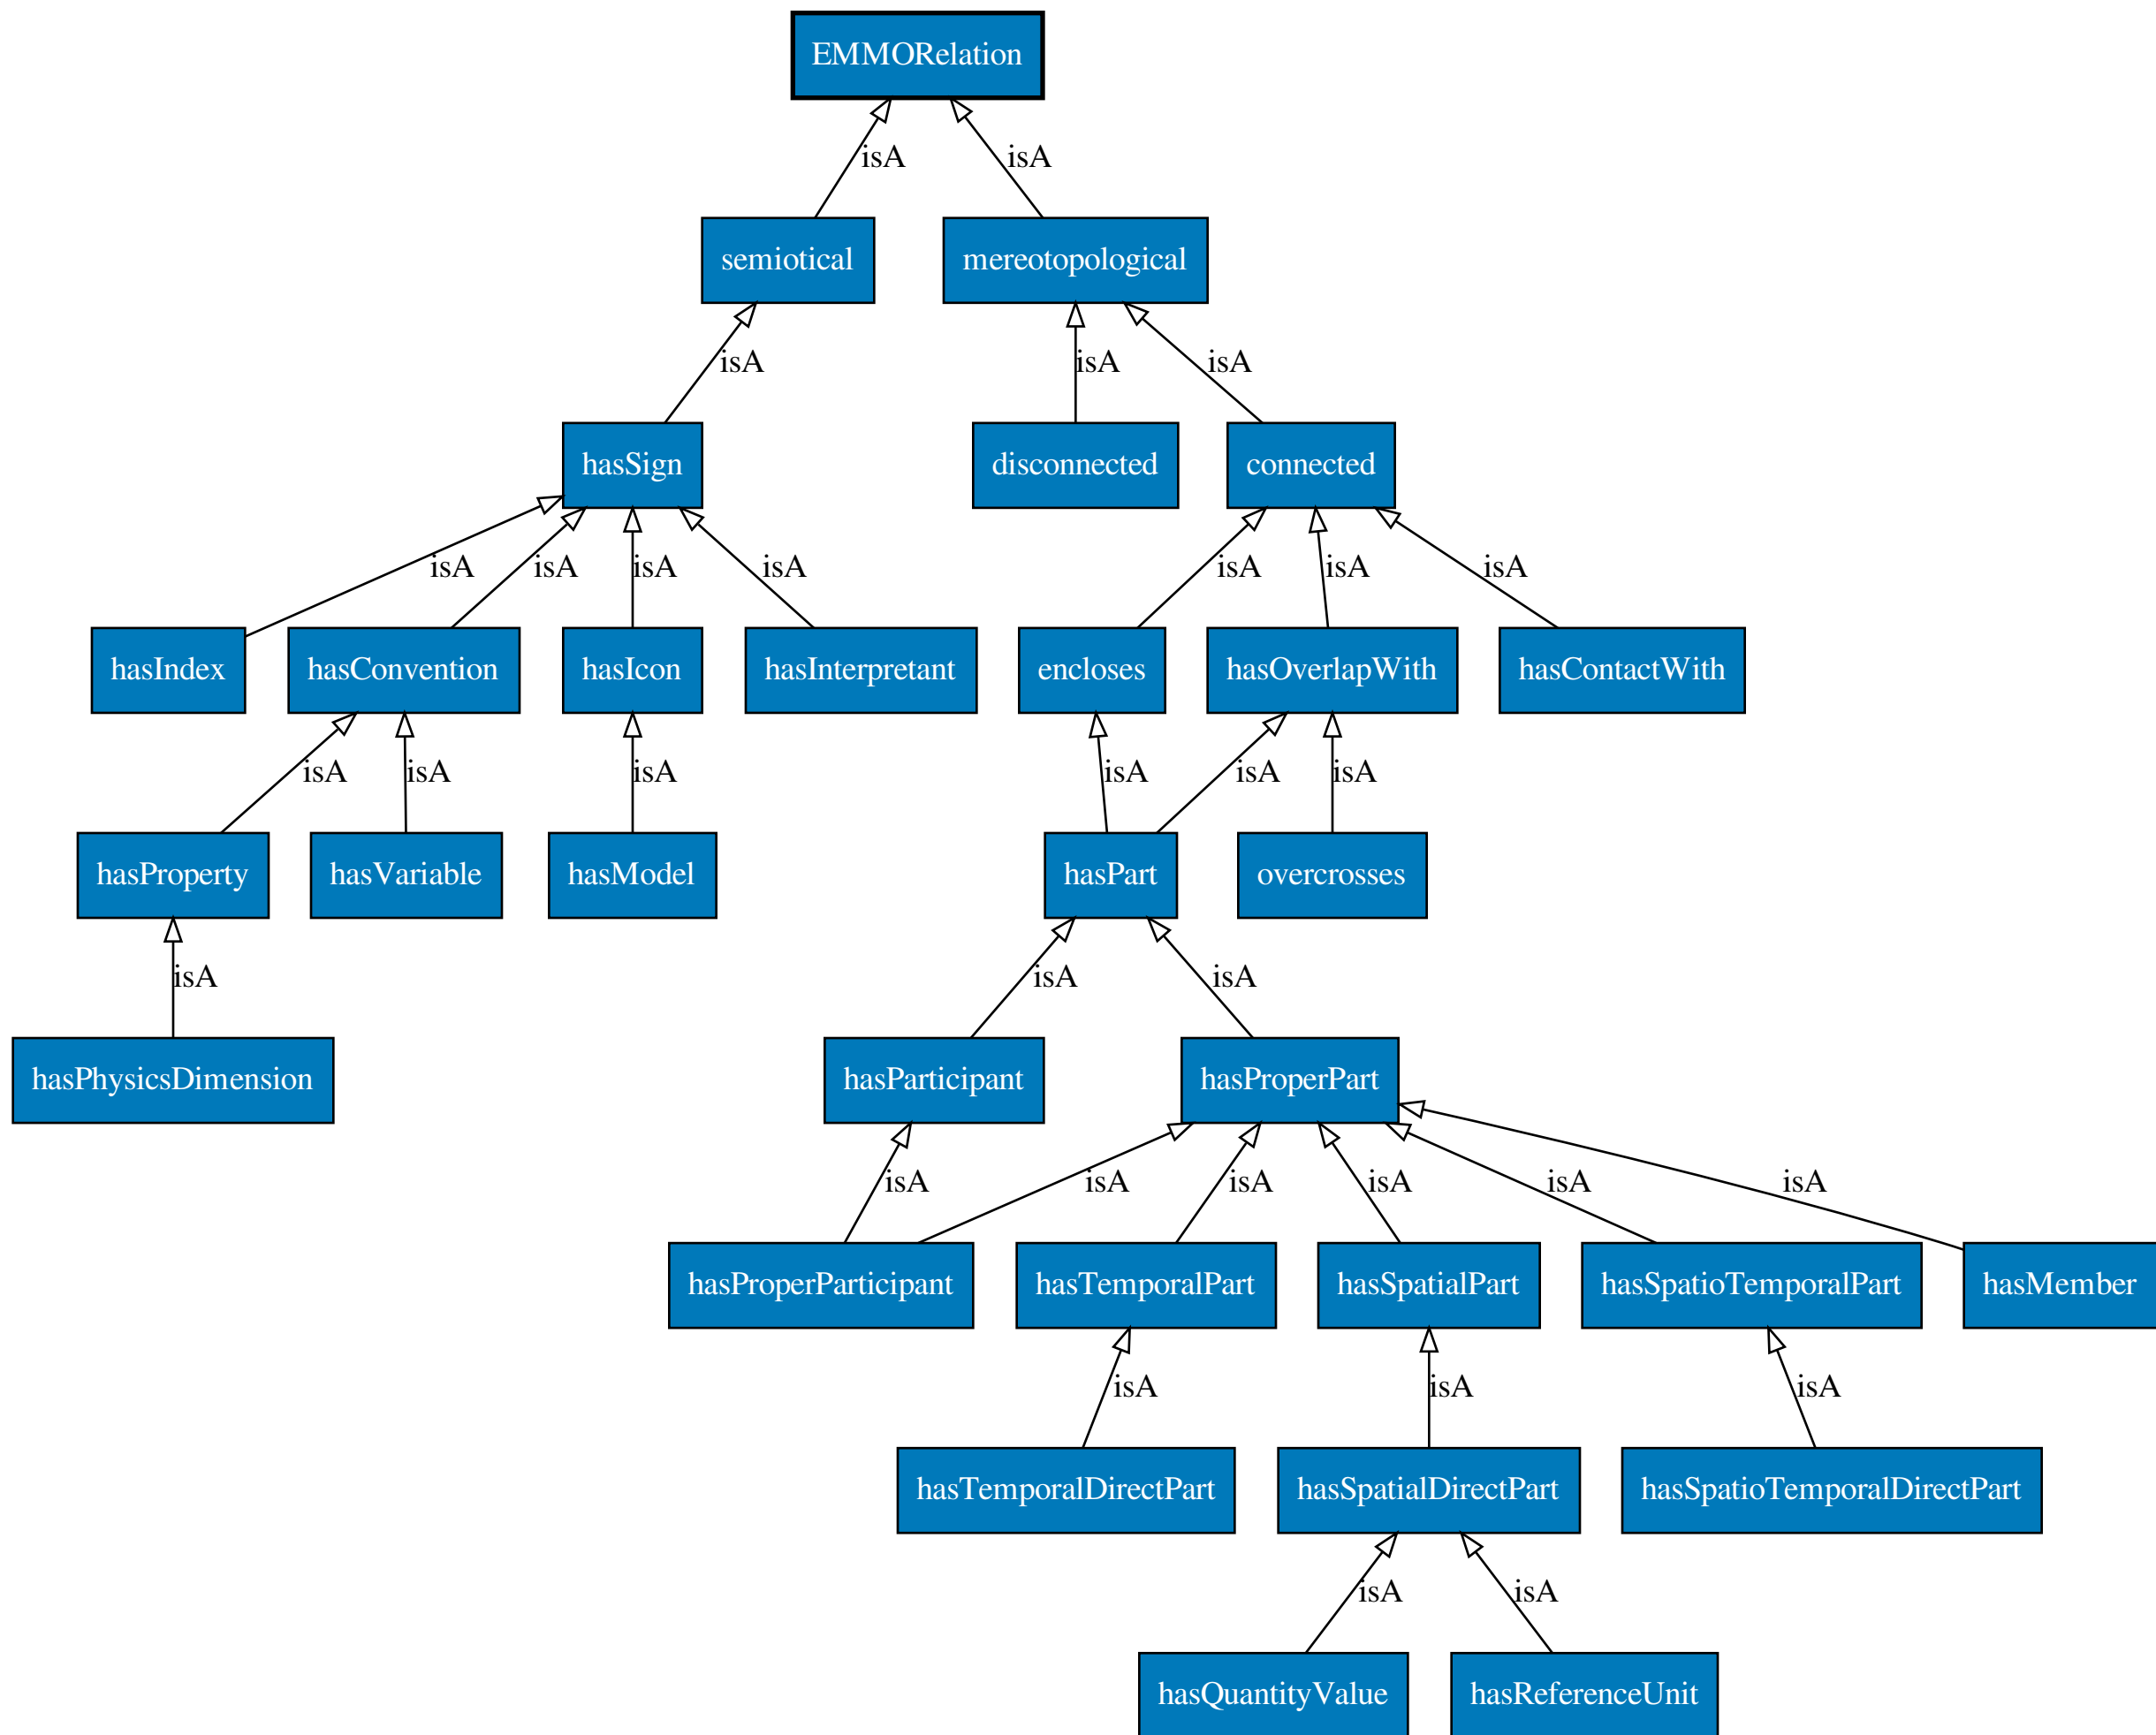 EMMORelation
isA isA
semiotical mereotopological
isA isA isA
hasSign disconnected connected
isA isA isA isA isA isA isA
hasIndex hasConvention hasIcon hasInterpretant encloses hasOverlapWith hasContactWith
isA isA isA isA isA isA
hasProperty hasVariable hasModel hasPart overcrosses
isA isA isA
hasPhysicsDimension hasParticipant hasProperPart
isA isA isA isA isA isA
hasProperParticipant hasTemporalPart hasSpatialPart hasSpatioTemporalPart hasMember
isA isA isA
hasTemporalDirectPart hasSpatialDirectPart hasSpatioTemporalDirectPart
isA isA
hasQuantityValue hasReferenceUnit